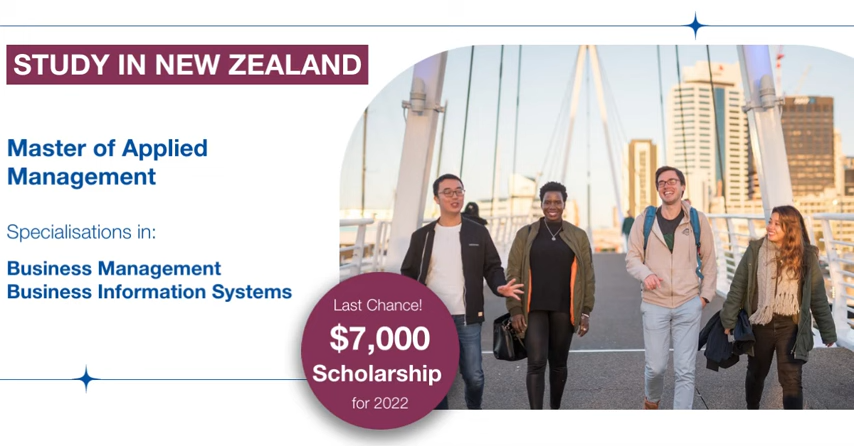 STUDY IN NEW ZEALAND
Master of Applied
Management
Specialisations in:
Business Management
Business Information Systems
Last Chance!
$7,000
Scholarship
for 2022